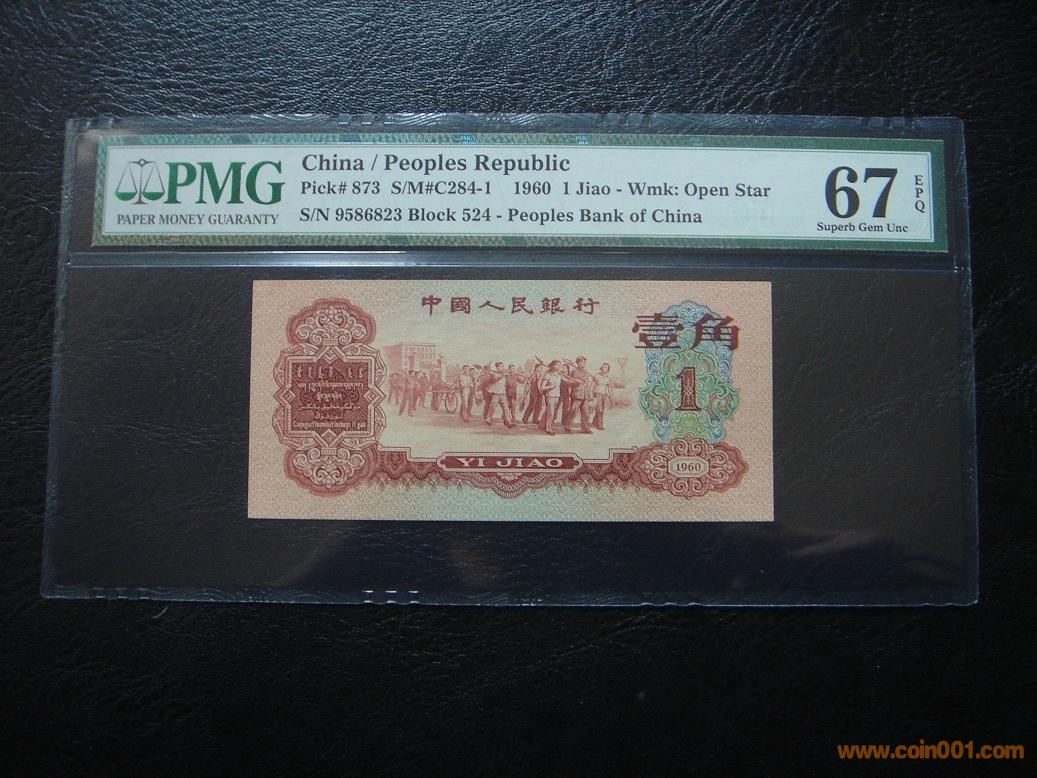 PMG
PAPER MONEY GUARANTY
China / Peoples Republic
Pick# 873 S/M#C284-1 1960 1 Jiao - Wmk: Open Star
S/N 9586823 Block 524 - Peoples Bank of China
67
EPQ
Superb Gem Unc
中國人民銀行
壹角
1
YI JIAO
1960
www.coin001.com